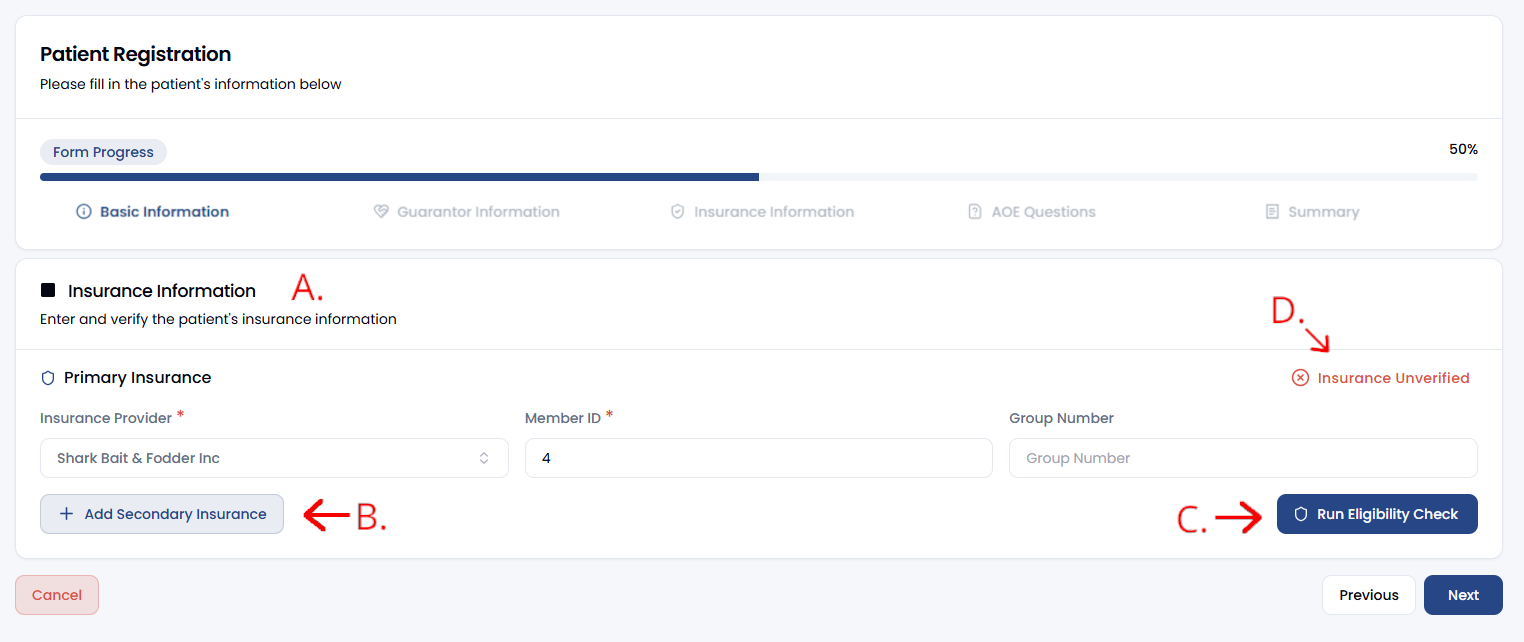 Patient Registration
Please fill in the patient's information below
Form Progress
50%
Basic Information
Guarantor Information
Insurance Information
AOE Questions
Summary
Insurance Information A.
Enter and verify the patient's insurance information
D.
Primary Insurance
Insurance Unverified
Insurance Provider *
Member ID *
Group Number
Shark Bait & Fodder Inc
4
Group Number
+ Add Secondary Insurance
B.
C.
Run Eligibility Check
Cancel
Previous
Next